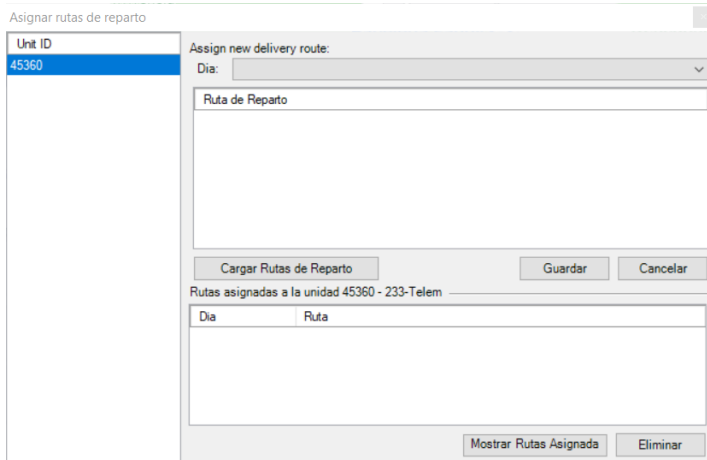 Asignar rutas de reparto
Unit ID
45360
Assign new delivery route:
Dia:
Ruta de Reparto
Cargar Rutas de Reparto
Guardar
Cancelar
Rutas asignadas a la unidad 45360 - 233-Telem
Dia
Ruta
Mostrar Rutas Asignada
Eliminar